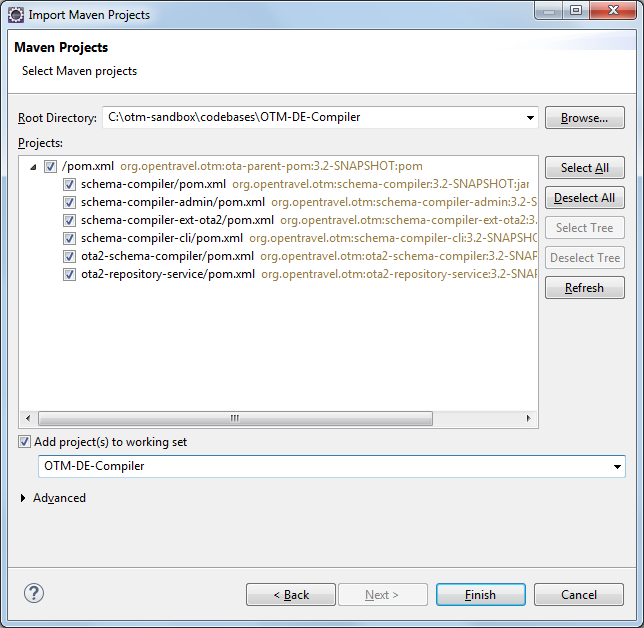 Import Maven Projects
Maven Projects
Select Maven projects
Root Directory: C:\otm-sandbox\codebases\OTM-DE-Compiler Browse...
Projects:
/pom.xml org.opentravel.otm:ota-parent-pom:3.2-SNAPSHOT:pom Select All
schema-compiler/pom.xml org.opentravel.otm:schema-compiler:3.2-SNAPSHOT:jar
schema-compiler-admin/pom.xml org.opentravel.otm:schema-compiler-admin:3.2-S Deselect All
schema-compiler-ext-ota2/pom.xml org.opentravel.otm:schema-compiler-ext-ota2:3. Select Tree
schema-compiler-cli/pom.xml org.opentravel.otm:schema-compiler-cli:3.2-SNAPSHO
ota2-schema-compiler/pom.xml org.opentravel.otm:ota2-schema-compiler:3.2-SNAP Deselect Tree
ota2-repository-service/pom.xml org.opentravel.otm:ota2-repository-service:3.2-SNA
Refresh
Add project(s) to working set
OTM-DE-Compiler
Advanced
? < Back Next > Finish Cancel